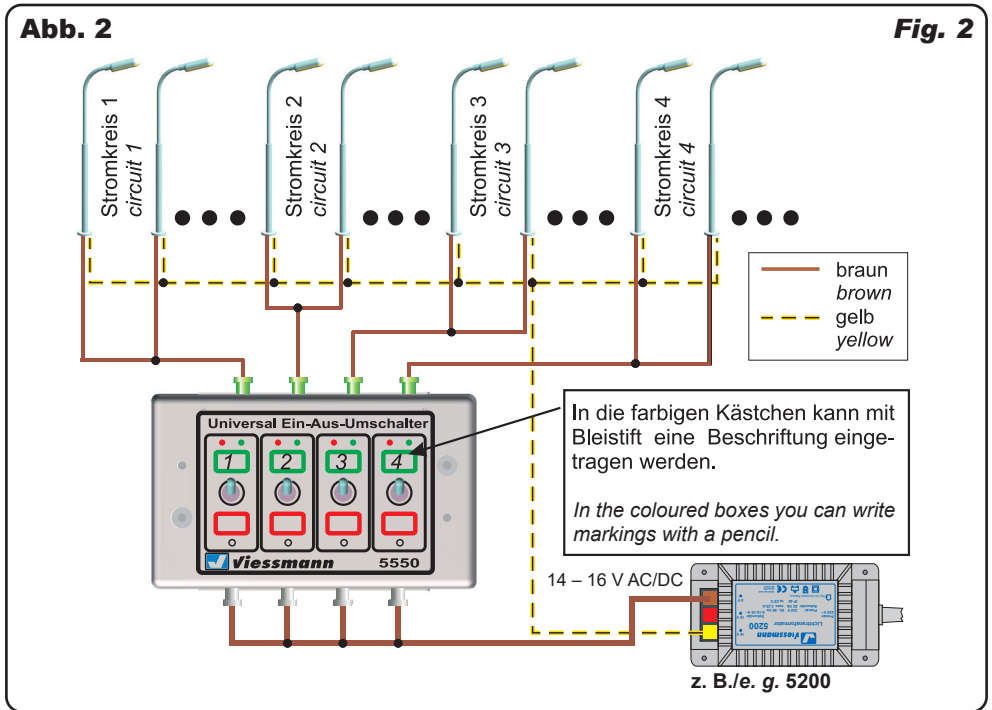 Abb. 2
Fig. 2
Stromkreis 1
circuit 1
Stromkreis 2
circuit 2
Stromkreis 3
circuit 3
Stromkreis 4
circuit 4
braun
brown
gelb
yellow
Universal Ein-Aus-Umschalter
1 2 3 4
Viessmann 5550
In die farbigen Kästchen kann mit
Bleistift eine Beschriftung einge-
tragen werden.
In the coloured boxes you can write
markings with a pencil.
14 – 16 V AC/DC
Viessmann
Lichttransformator
5200
z. B./e. g. 5200